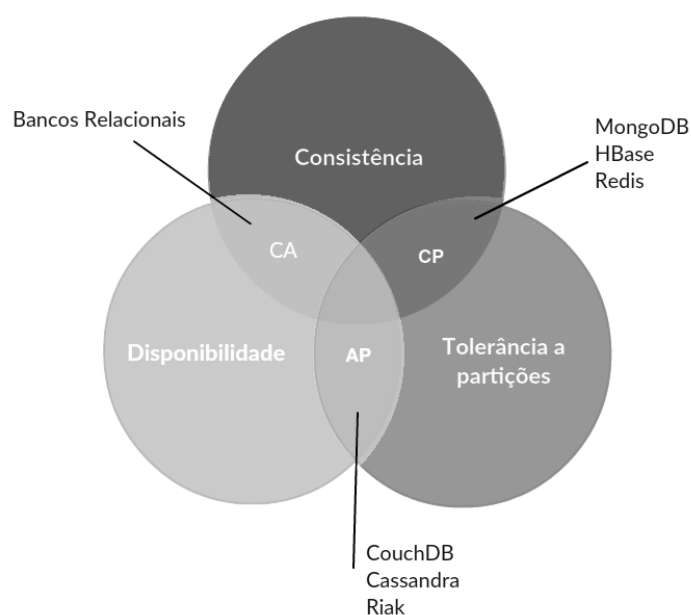 Bancos Relacionais
MongoDB
HBase
Redis
Consistência
CA
CP
Disponibilidade
AP
Tolerância a
partições
CouchDB
Cassandra
Riak